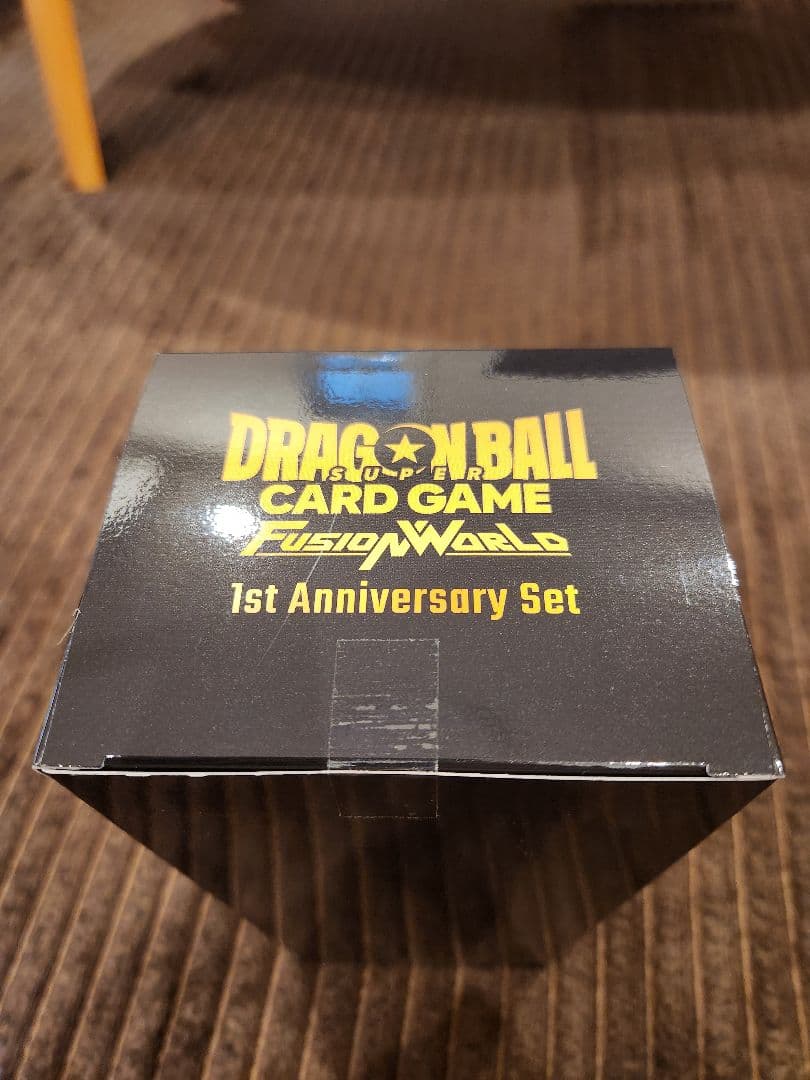 DRAGON BALL
SUPER
CARD GAME
FUSION WORLD
1st Anniversary Set